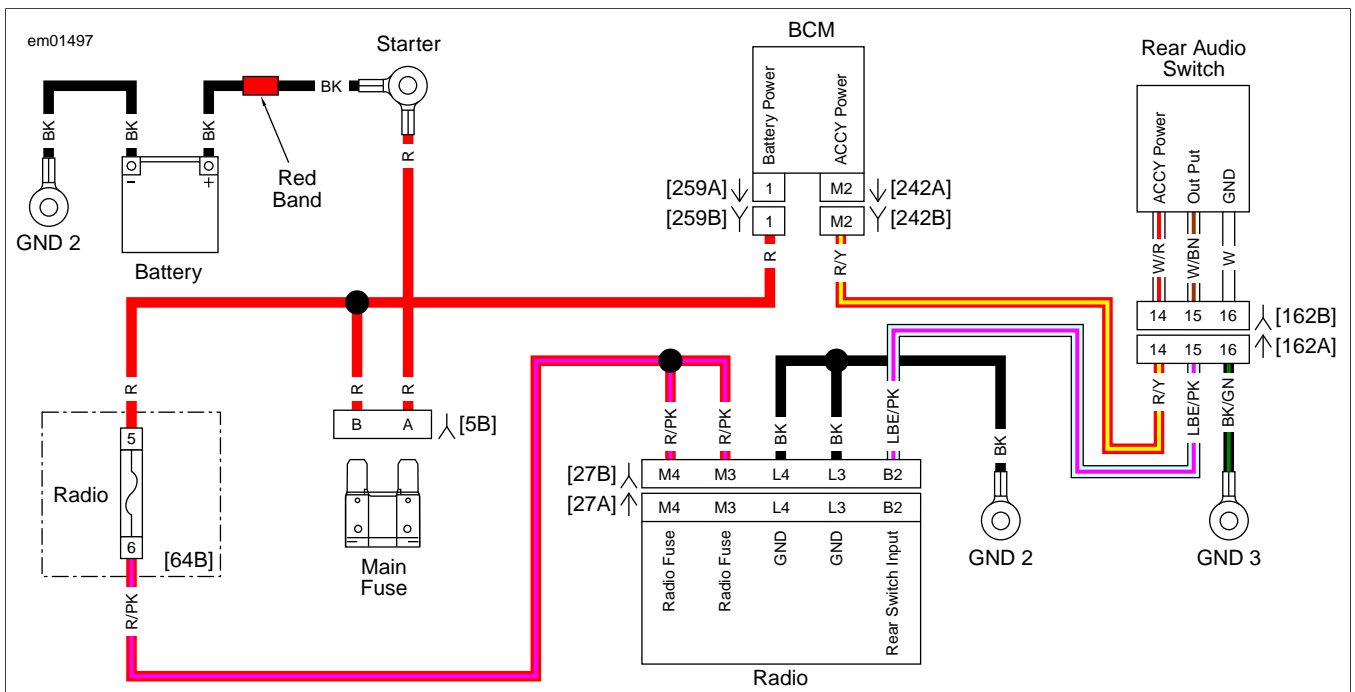 em01497
Starter
BK
BK
BK
BK
Red
Band
GND 2
-
+
Battery
R
BCM
Battery Power
ACCY Power
[259A]
1
M2
[242A]
[259B]
1
M2
[242B]
R
R/Y
Rear Audio
Switch
ACCY Power
Out Put
GND
W/R
W/BN
W
14
15
16
[162B]
14
15
16
[162A]
R/Y
LBE/PK
BK/GN
GND 3
R
5
Radio
6
[64B]
R/PK
R
R
B
A
[5B]
Main
Fuse
R/PK
R/PK
BK
BK
LBE/PK
BK
GND 2
[27B]
M4
M3
L4
L3
B2
[27A]
M4
M3
L4
L3
B2
Radio Fuse
Radio Fuse
GND
GND
Rear Switch Input
Radio